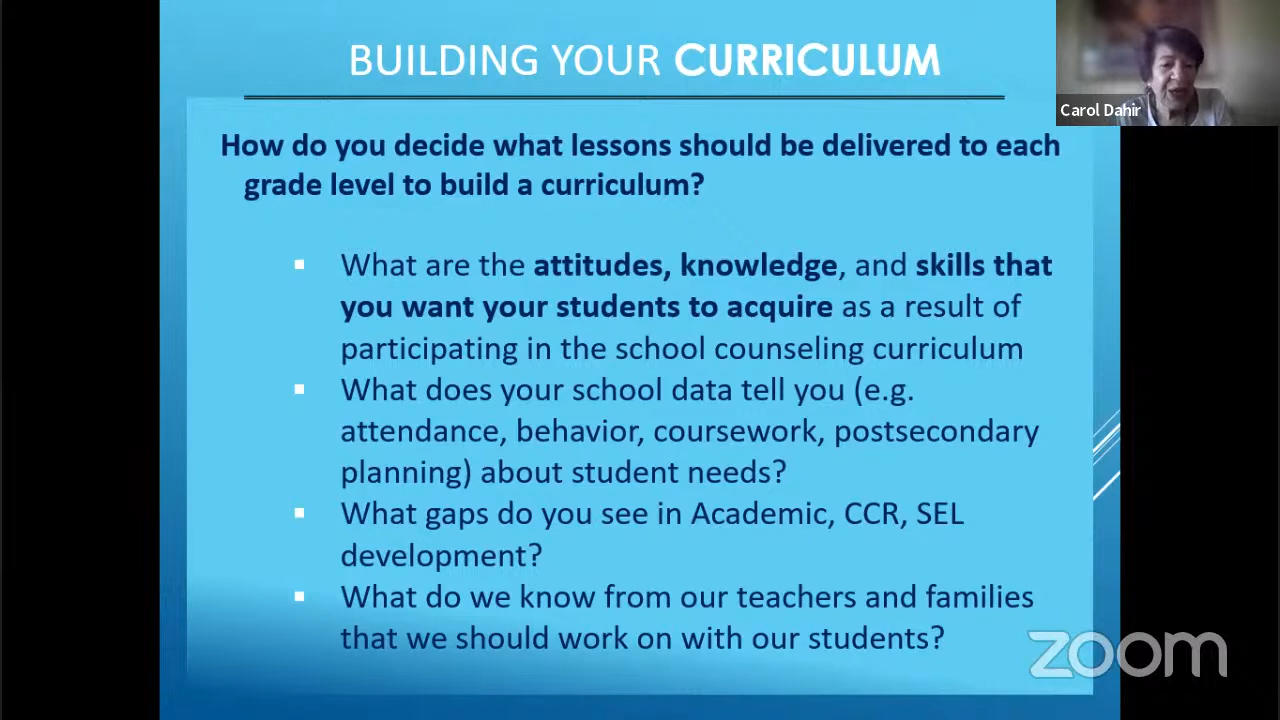 BUILDING YOUR CURRICULUM
Carol Dahir
How do you decide what lessons should be delivered to each
grade level to build a curriculum?
▪ What are the attitudes, knowledge, and skills that
you want your students to acquire as a result of
participating in the school counseling curriculum
▪ What does your school data tell you (e.g.
attendance, behavior, coursework, postsecondary
planning) about student needs?
▪ What gaps do you see in Academic, CCR, SEL
development?
▪ What do we know from our teachers and families
that we should work on with our students?
zoom